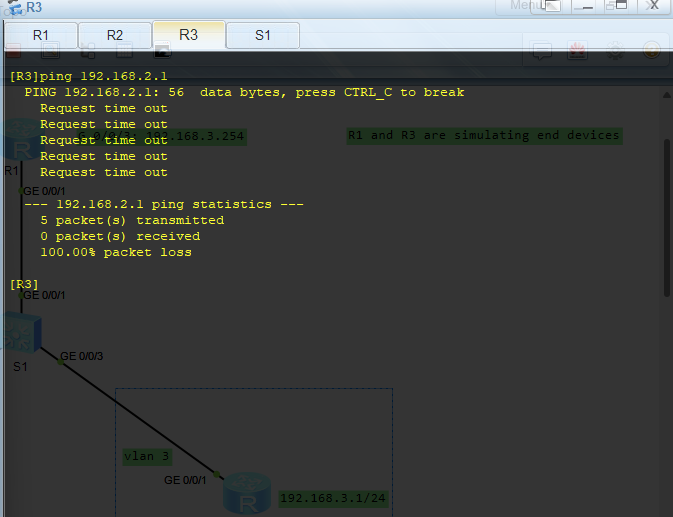 R3
Menu
R1
R2
R3
S1
[R3]ping 192.168.2.1
PING 192.168.2.1: 56  data bytes, press CTRL_C to break
Request time out
Request time out
192.168.3.254
R1 and R3 are simulating end devices
Request time out
Request time out
Request time out
R1
GE 0/0/1
--- 192.168.2.1 ping statistics ---
5 packet(s) transmitted
0 packet(s) received
100.00% packet loss
[R3]
GE 0/0/1
GE 0/0/3
S1
vlan 3
GE 0/0/1
192.168.3.1/24